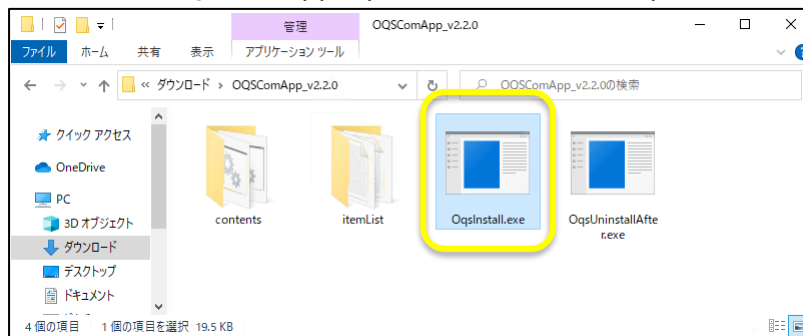 管理
OQSComApp_v2.2.0
ファイル ホーム 共有 表示 アプリケーション ツール
« ダウンロード › OQSComApp_v2.2.0
OQSComApp_v2.2.0の検索
クイック アクセス
OneDrive
PC
3D オブジェクト
ダウンロード
デスクトップ
ドキュメント
contents
itemList
OqsInstall.exe
OqsUninstallAfte
r.exe
4 個の項目 1 個の項目を選択 19.5 KB